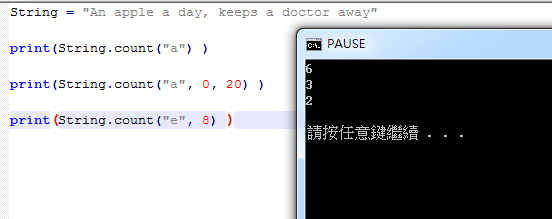 String = "An apple a day, keeps a doctor away"
print(String.count("a") )
print(String.count("a", 0, 20) )
print(String.count("e", 8) )
C:\. PAUSE
6
3
2
請按任意鍵繼續 . . .